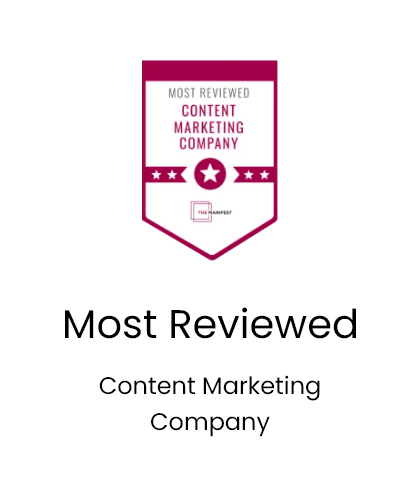 MOST REVIEWED
CONTENT
MARKETING
COMPANY
THE MANIFEST
Most Reviewed
Content Marketing
Company